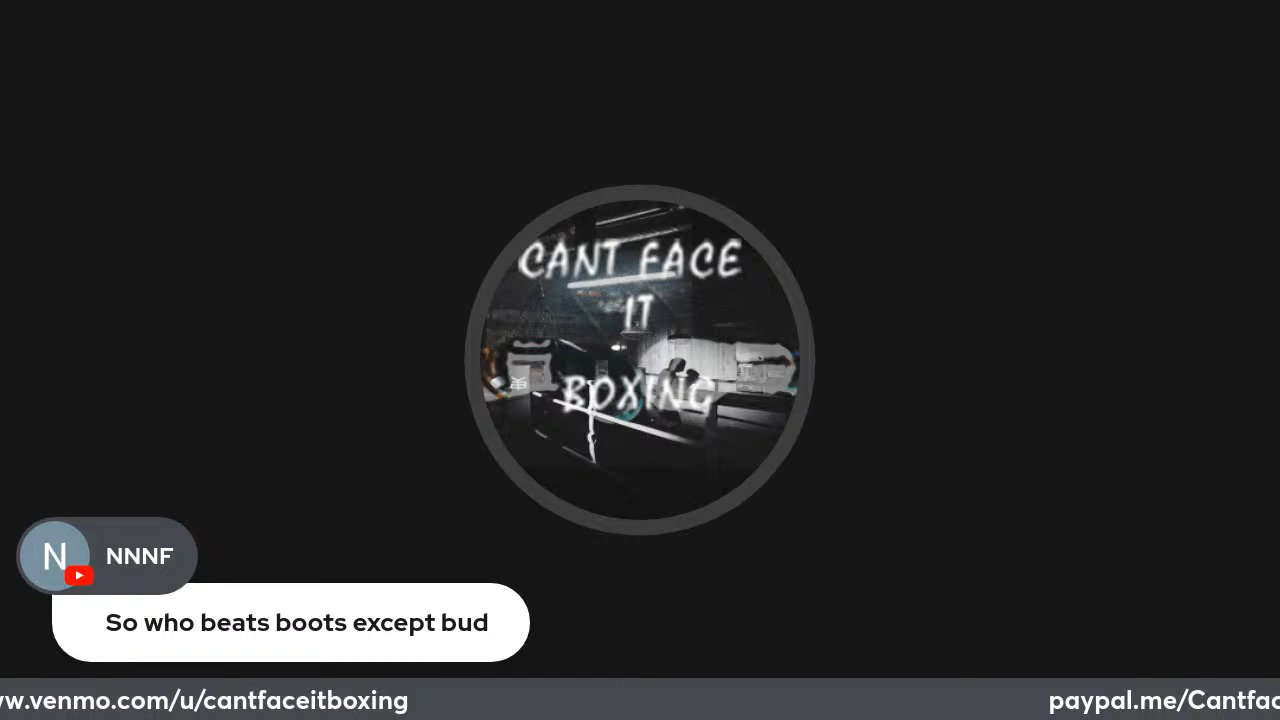 CANT FACE
IT
BOXING
N NNNF
So who beats boots except bud
ww.venmo.com/u/cantfaceitboxing paypal.me/Cantfac